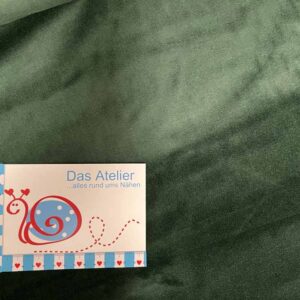 Das Atelier
...alles rund ums Nähen